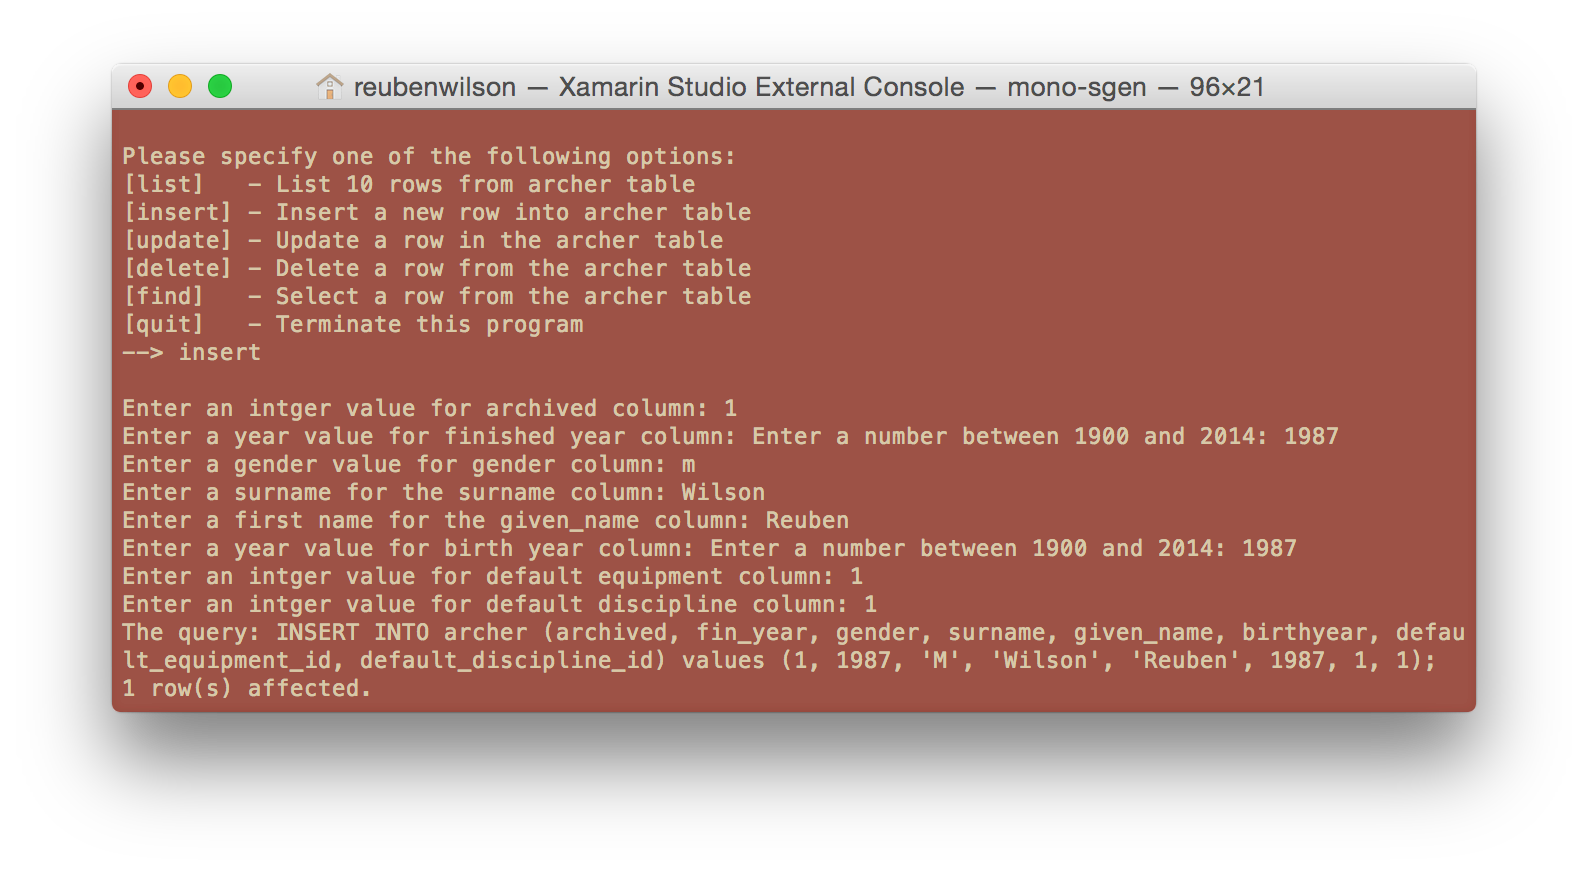 reubenwilson — Xamarin Studio External Console — mono-sgen — 96×21
Please specify one of the following options:
[list]   - List 10 rows from archer table
[insert] - Insert a new row into archer table
[update] - Update a row in the archer table
[delete] - Delete a row from the archer table
[find]   - Select a row from the archer table
[quit]   - Terminate this program
--> insert
Enter an intger value for archived column: 1
Enter a year value for finished year column: Enter a number between 1900 and 2014: 1987
Enter a gender value for gender column: m
Enter a surname for the surname column: Wilson
Enter a first name for the given_name column: Reuben
Enter a year value for birth year column: Enter a number between 1900 and 2014: 1987
Enter an intger value for default equipment column: 1
Enter an intger value for default discipline column: 1
The query: INSERT INTO archer (archived, fin_year, gender, surname, given_name, birthyear, defau
lt_equipment_id, default_discipline_id) values (1, 1987, 'M', 'Wilson', 'Reuben', 1987, 1, 1);
1 row(s) affected.